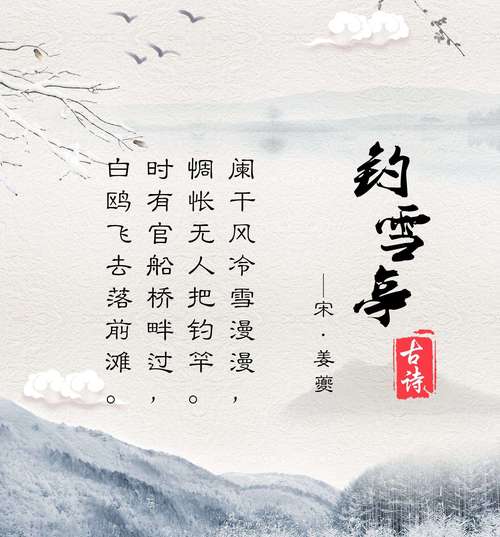 钓雪亭
古诗
——宋·姜夔
阑干风冷雪漫漫，
惆怅无人把钓竿。
时有官船桥畔过，
白鸥飞去落前滩。